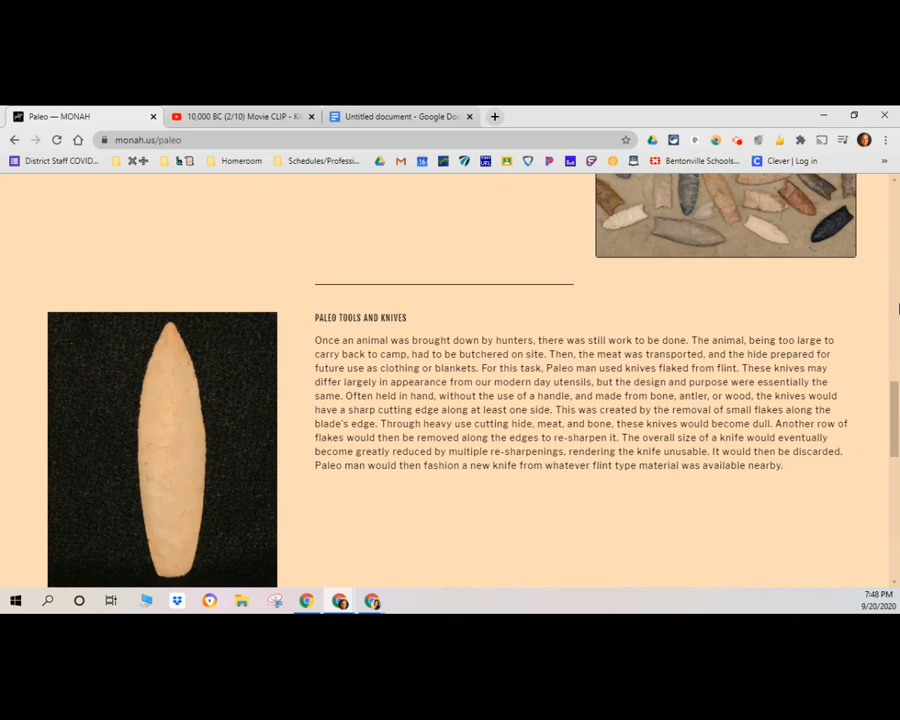 Paleo — MONAH
10,000 BC (2/10) Movie CLIP - Ki
Untitled document - Google Doc
monah.us/paleo
District Staff COVID...
Homeroom
Schedules/Professi...
Bentonville Schools...
Clever | Log in
PALEO TOOLS AND KNIVES
Once an animal was brought down by hunters, there was still work to be done. The animal, being too large to
carry back to camp, had to be butchered on site. Then, the meat was transported, and the hide prepared for
future use as clothing or blankets. For this task, Paleo man used knives flaked from flint. These knives may
differ largely in appearance from our modern day utensils, but the design and purpose were essentially the
same. Often held in hand, without the use of a handle, and made from bone, antler, or wood, the knives would
have a sharp cutting edge along at least one side. This was created by the removal of small flakes along the
blade's edge. Through heavy use cutting hide, meat, and bone, these knives would become dull. Another row of
flakes would then be removed along the edges to re-sharpen it. The overall size of a knife would eventually
become greatly reduced by multiple re-sharpenings, rendering the knife unusable. It would then be discarded.
Paleo man would then fashion a new knife from whatever flint type material was available nearby.
7:48 PM
9/20/2020